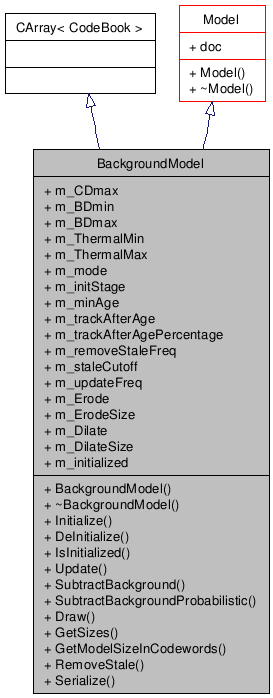 CArray< CodeBook >
Model
+ doc
+ Model()
+ ~Model()
BackgroundModel
+ m_CDmax
+ m_BDmin
+ m_BDmax
+ m_ThermalMin
+ m_ThermalMax
+ m_mode
+ m_initStage
+ m_minAge
+ m_trackAfterAge
+ m_trackAfterAgePercentage
+ m_removeStaleFreq
+ m_staleCutoff
+ m_updateFreq
+ m_Erode
+ m_ErodeSize
+ m_Dilate
+ m_DilateSize
+ m_initialized
+ BackgroundModel()
+ ~BackgroundModel()
+ Initialize()
+ DeInitialize()
+ IsInitialized()
+ Update()
+ SubtractBackground()
+ SubtractBackgroundProbabilistic()
+ Draw()
+ GetSizes()
+ GetModelSizeInCodewords()
+ RemoveStale()
+ Serialize()